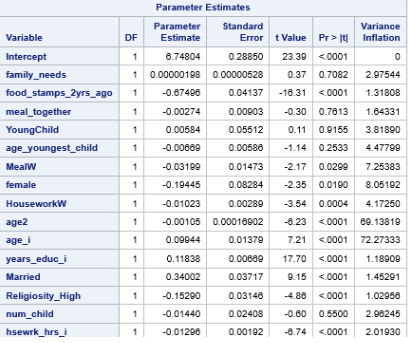 Parameter Estimates
Variable DF Parameter Estimate Standard Error t Value Pr > |t| Variance Inflation
Intercept 1 6.74804 0.28850 23.39 <.0001 0
family_needs 1 0.00000198 0.00000528 0.37 0.7082 2.97544
food_stamps_2yrs_ago 1 -0.67496 0.04137 -16.31 <.0001 1.31808
meal_together 1 -0.00274 0.00903 -0.30 0.7613 1.64331
YoungChild 1 0.00584 0.05512 0.11 0.9155 3.81890
age_youngest_child 1 -0.00669 0.00586 -1.14 0.2533 4.47799
MealW 1 -0.03199 0.01473 -2.17 0.0299 7.25383
female 1 -0.19445 0.08284 -2.35 0.0190 8.05192
HouseworkW 1 -0.01023 0.00289 -3.54 0.0004 4.17250
age2 1 -0.00105 0.00016902 -6.23 <.0001 69.13819
age_i 1 0.09944 0.01379 7.21 <.0001 72.27333
years_educ_i 1 0.11838 0.00669 17.70 <.0001 1.18909
Married 1 0.34002 0.03717 9.15 <.0001 1.45291
Religiosity_High 1 -0.15290 0.03146 -4.86 <.0001 1.02956
num_child 1 -0.01440 0.02408 -0.60 0.5500 2.96245
hsewrk_hrs_i 1 -0.01296 0.00192 -6.74 <.0001 2.01930